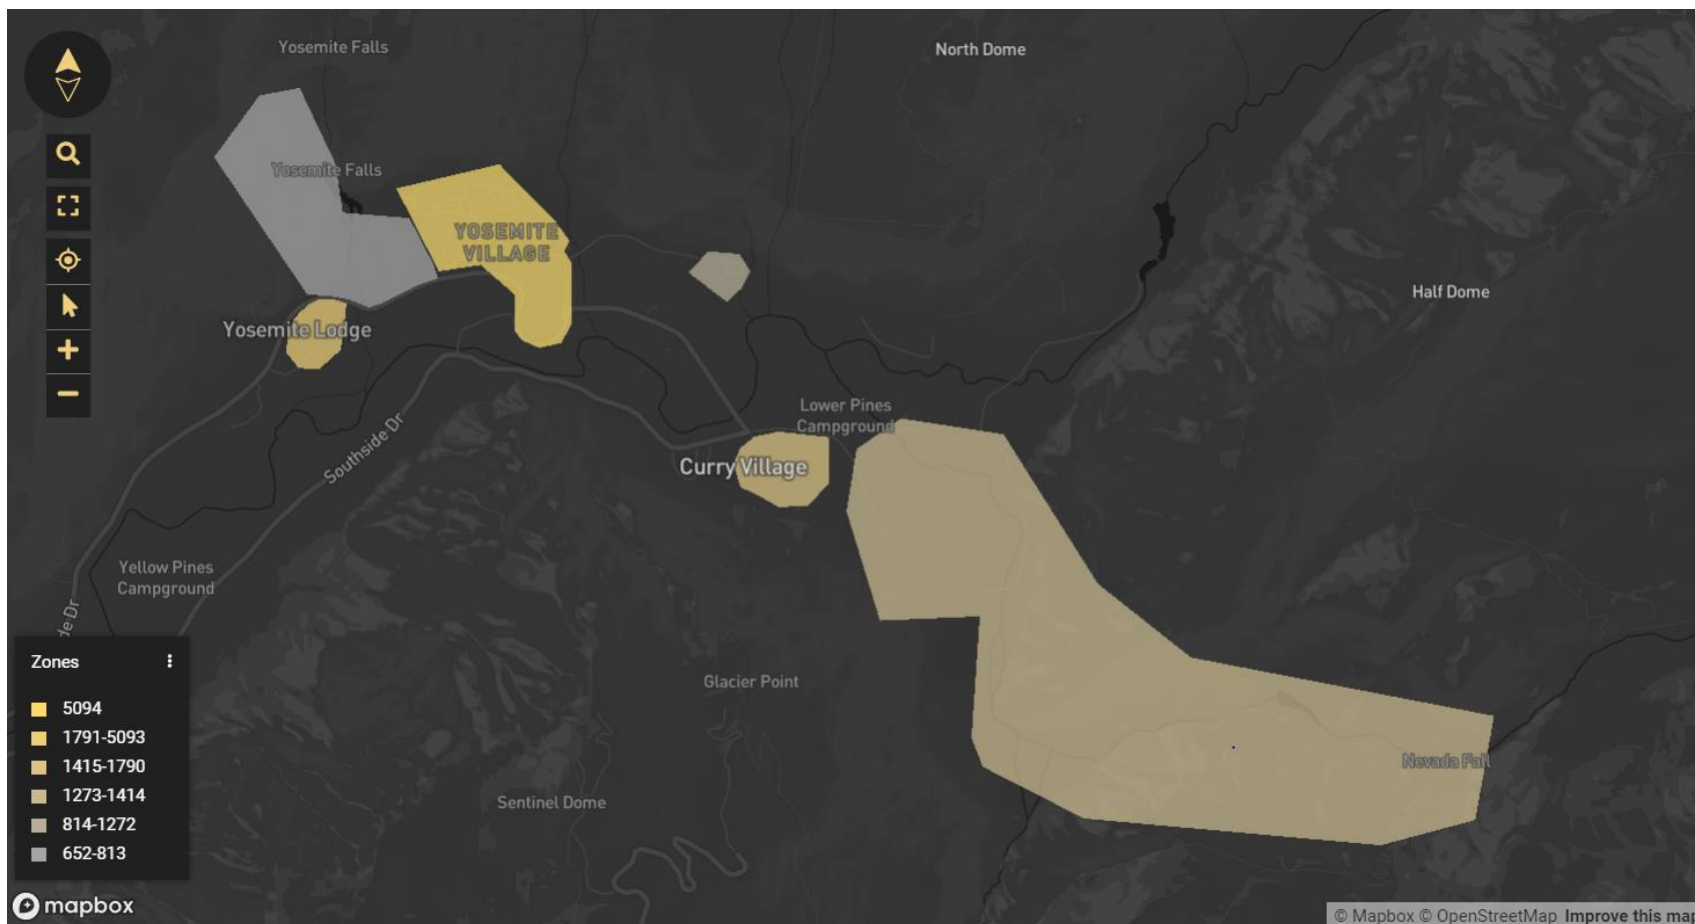 Yosemite Falls
North Dome
Yosemite Falls
YOSEMITE
VILLAGE
Half Dome
Yosemite Lodge
Lower Pines
Campground
Southside Dr
Curry Village
Yellow Pines
Campground
de Dr
Glacier Point
Nevada Fall
Sentinel Dome
Zones
5094
1791-5093
1415-1790
1273-1414
814-1272
652-813
mapbox
© Mapbox © OpenStreetMap Improve this map